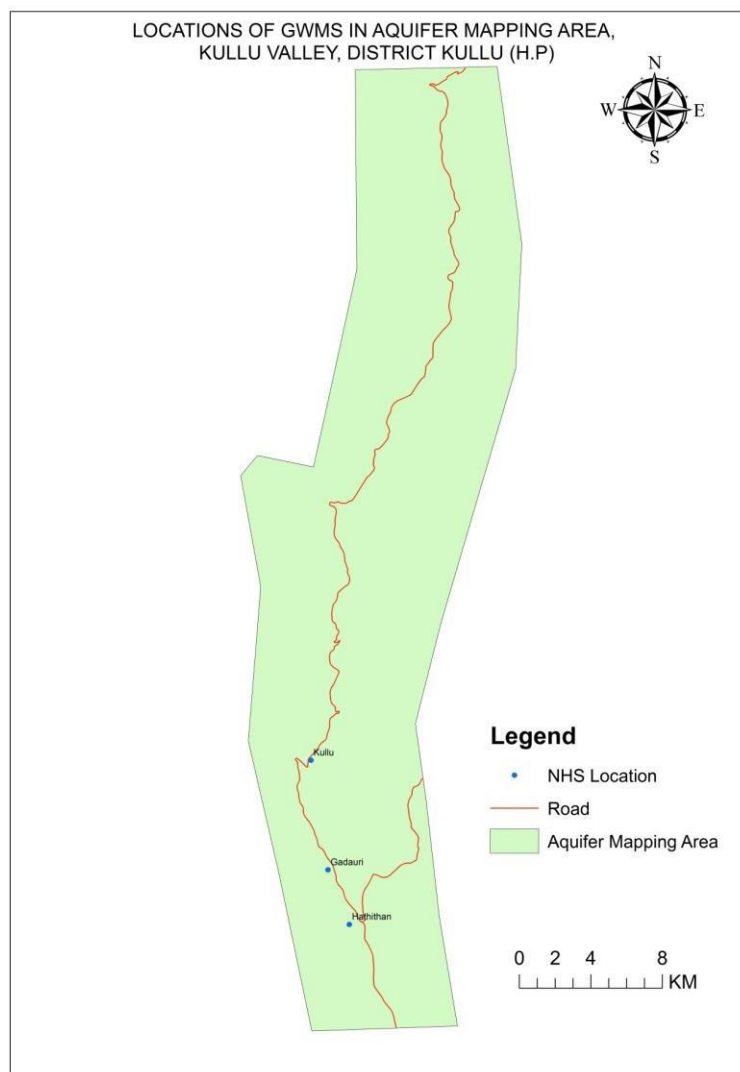 LOCATIONS OF GWMS IN AQUIFER MAPPING AREA,
KULLU VALLEY, DISTRICT KULLU (H.P)
N
W E
S
Kullu
Gadauri
Hathithan
Legend
NHS Location
Road
Aquifer Mapping Area
0 2 4 8
KM